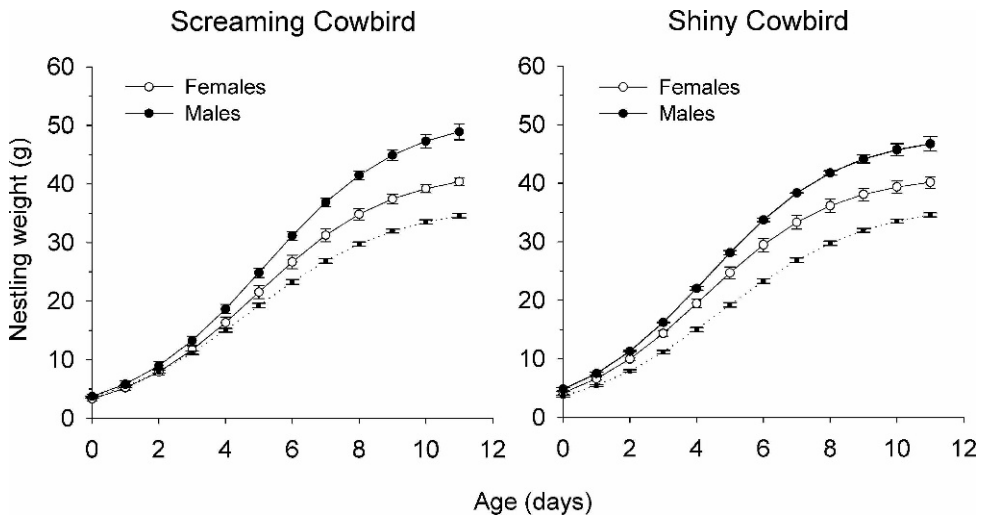 Screaming Cowbird
Shiny Cowbird
60
50
40
30
20
10
0
Nestling weight (g)
Females
Males
0 2 4 6 8 10 12
60
50
40
30
20
10
0
Females
Males
0 2 4 6 8 10 12
Age (days)